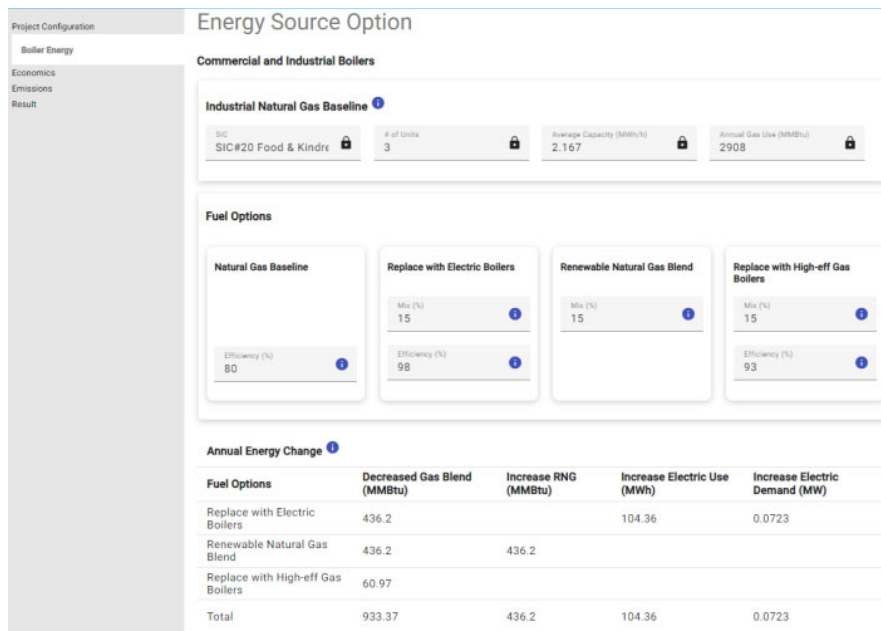 Project Configuration
Boiler Energy
Economics
Emissions
Result
Energy Source Option
Commercial and Industrial Boilers
Industrial Natural Gas Baseline
SIC
SIC#20 Food & Kindre
# of Units
3
Average Capacity (MWh/h)
2.167
Annual Gas Use (MMBtu)
2908
Fuel Options
Natural Gas Baseline
Efficiency (%)
80
Replace with Electric Boilers
Mix (%)
15
Efficiency (%)
98
Renewable Natural Gas Blend
Mix (%)
15
Replace with High-eff Gas
Boilers
Mix (%)
15
Efficiency (%)
93
Annual Energy Change
Fuel Options Decreased Gas Blend (MMBtu) Increase RNG (MMBtu) Increase Electric Use (MWh) Increase Electric Demand (MW)
Replace with Electric Boilers 436.2 104.36 0.0723
Renewable Natural Gas Blend 436.2 436.2
Replace with High-eff Gas Boilers 60.97
Total 933.37 436.2 104.36 0.0723